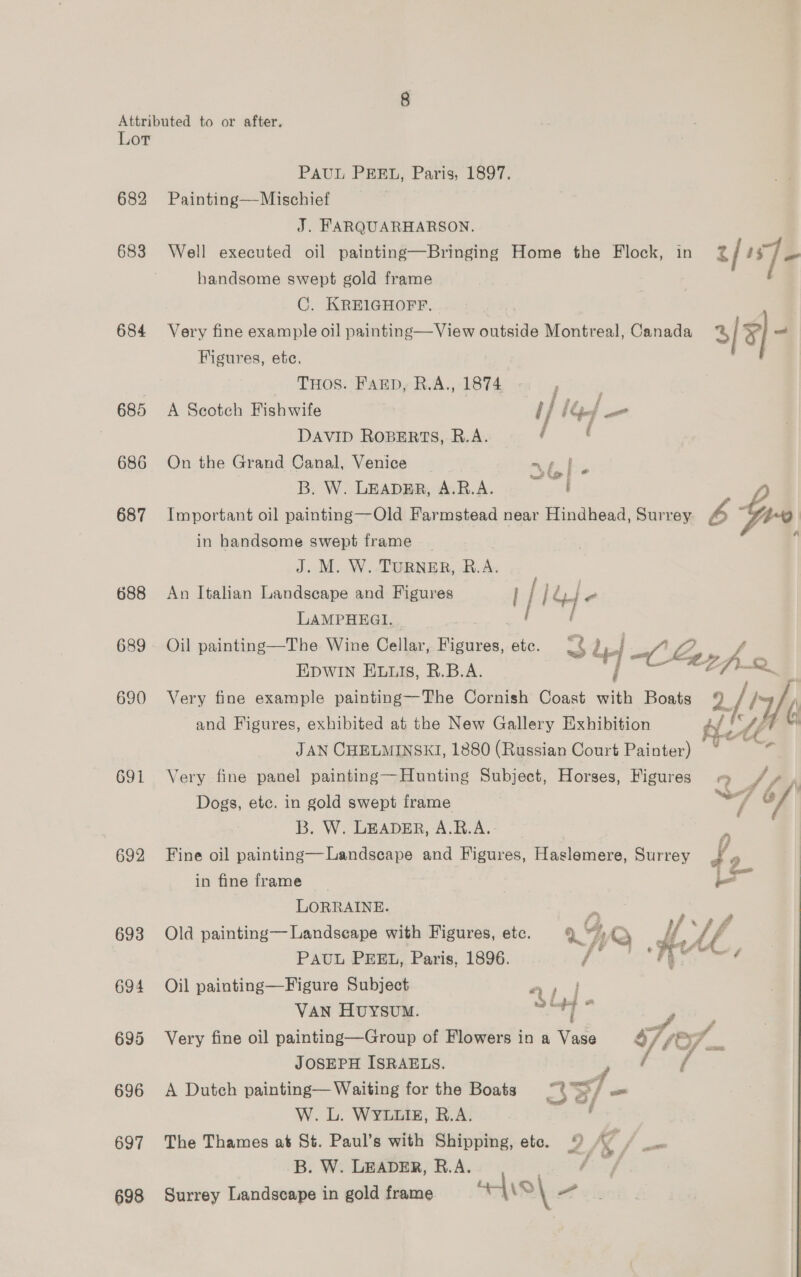 8
Attributed to or after.
Lot
PAUL PEEL, Paris, 1897.
682 Painting—Mischief
J. FARQUARHARSON.
683 Well executed oil painting—Bringing Home the Flock, in 2/15/-
handsome swept gold frame
C. KREIGHOFF.
684 Very fine example oil painting—View outside Montreal, Canada 3/3/-
Figures, etc.
THOS. FAED, R.A., 1874
685 A Scotch Fishwife 1/14/-
DAVID ROBERTS, R.A.
686 On the Grand Canal, Venice
B. W. LEADER, A.R.A.
687 Important oil painting—Old Farmstead near Hindhead, Surrey
in handsome swept frame
J. M. W. TURNER, R.A.
688 An Italian Landscape and Figures 1/14/-
LAMPHEGI.
689 Oil painting—The Wine Cellar, Figures, etc.
EDWIN ELLIS, R.B.A.
690 Very fine example painting—The Cornish Coast with Boats
and Figures, exhibited at the New Gallery Exhibition
JAN CHELMINSKI, 1880 (Russian Court Painter)
691 Very fine panel painting—Hunting Subject, Horses, Figures
Dogs, etc. in gold swept frame
B. W. LEADER, A.R.A.
692 Fine oil painting—Landscape and Figures, Haslemere, Surrey
in fine frame
LORRAINE.
693 Old painting—Landscape with Figures, etc.
PAUL PEEL, Paris, 1896.
694 Oil painting—Figure Subject
VAN HUYSUM.
695 Very fine oil painting—Group of Flowers in a Vase
JOSEPH ISRAELS.
696 A Dutch painting—Waiting for the Boats
W. L. WYLLIE, R.A.
697 The Thames at St. Paul's with Shipping, etc.
B. W. LEADER, R.A.
698 Surrey Landscape in gold frame